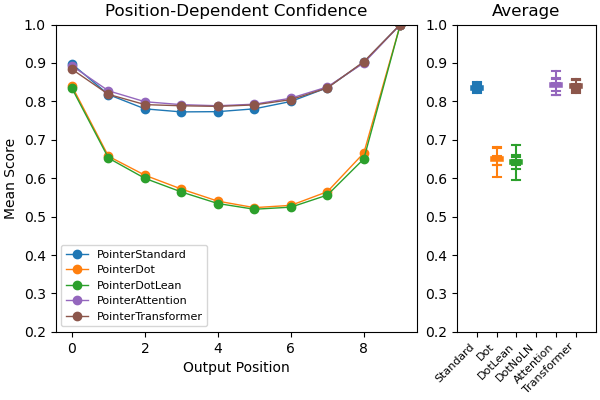 Position-Dependent Confidence
Mean Score
1.0
0.9
0.8
0.7
0.6
0.5
0.4
0.3
0.2
PointerStandard
PointerDot
PointerDotLean
PointerAttention
PointerTransformer
0 2 4 6 8
Output Position
Average
1.0
0.9
0.8
0.7
0.6
0.5
0.4
0.3
0.2
Standard
Dot
DotLean
DotNoLN
Attention
Transformer